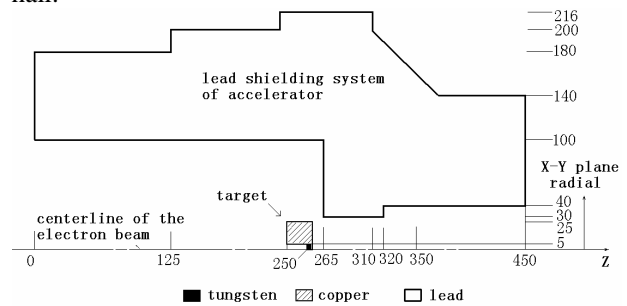 216
200
180
lead shielding system
of accelerator
140
100
X-Y plane
radial
target
40
30
25
5
centerline of the
electron beam
0 125 250 265 310 320 350 450 Z
tungsten copper lead